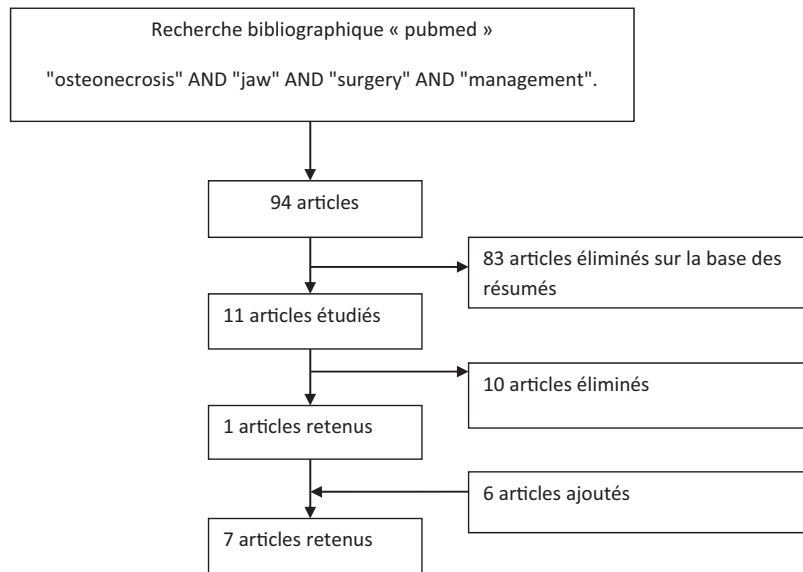 Recherche bibliographique « pubmed »
"osteonecrosis" AND "jaw" AND "surgery" AND "management".
94 articles
83 articles éliminés sur la base des
résumés
11 articles étudiés
10 articles éliminés
1 articles retenus
6 articles ajoutés
7 articles retenus